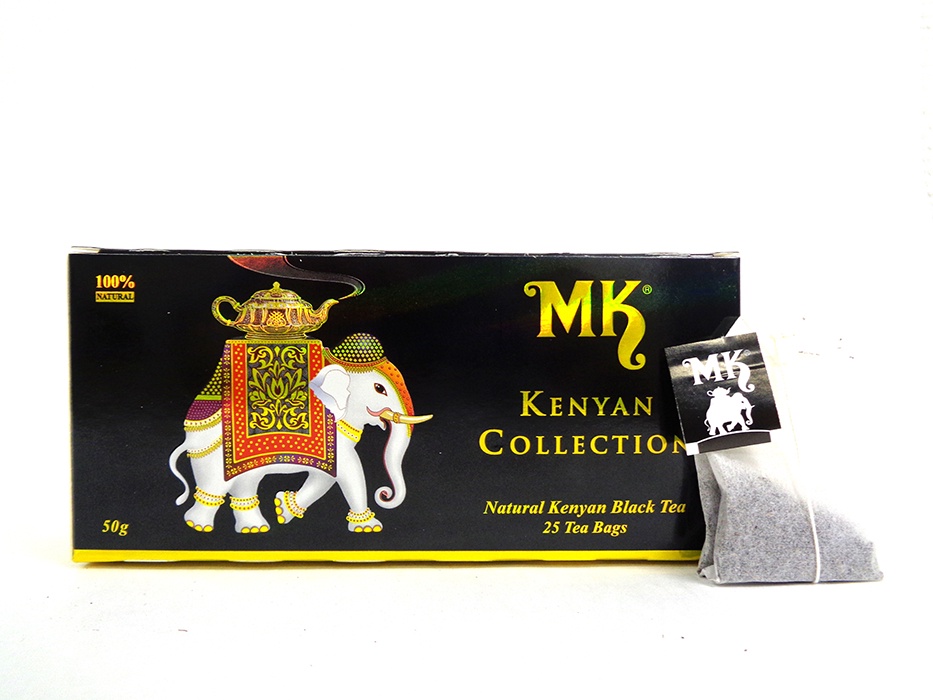 100%
NATURAL
MK®
KENYAN
COLLECTION
Natural Kenyan Black Tea
25 Tea Bags
50g
MK